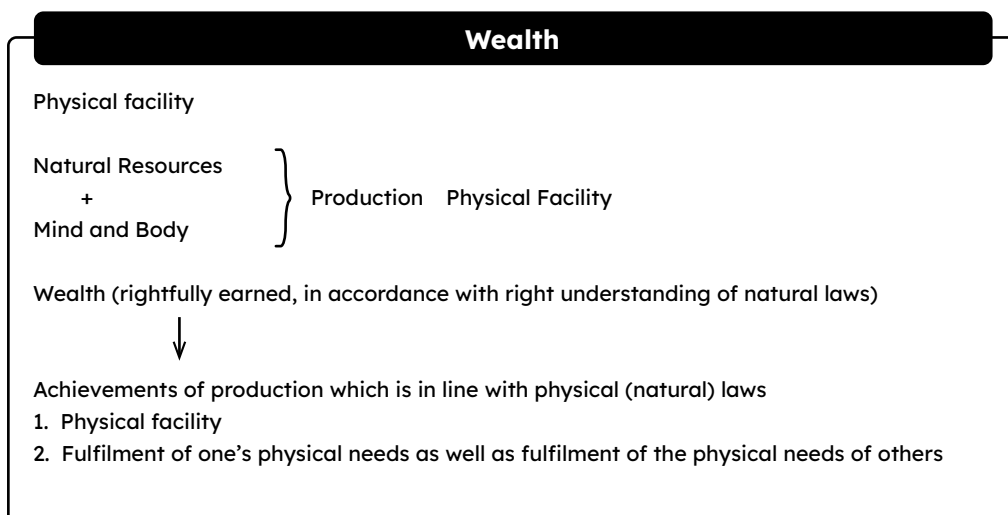 Wealth
Physical facility
Natural Resources
+
Mind and Body
Production Physical Facility
Wealth (rightfully earned, in accordance with right understanding of natural laws)
Achievements of production which is in line with physical (natural) laws
1. Physical facility
2. Fulfilment of one’s physical needs as well as fulfilment of the physical needs of others